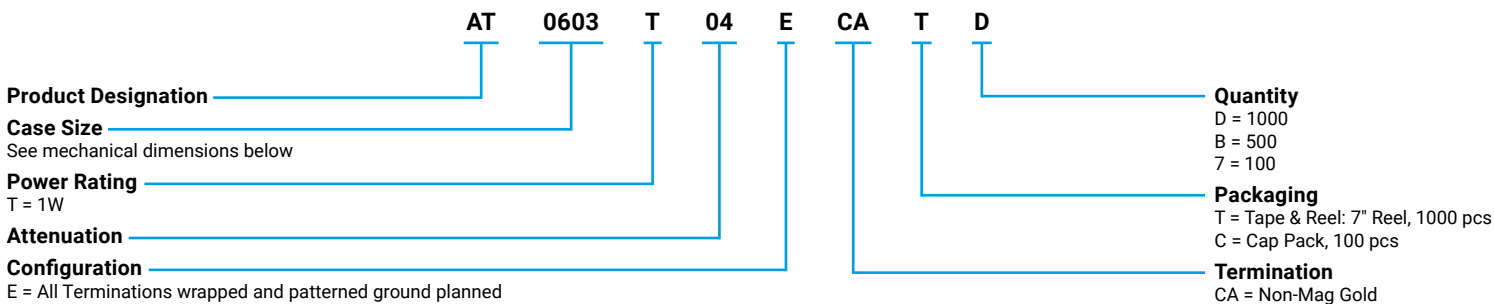 AT 0603 T 04 E CA T D
Product Designation
Case Size
See mechanical dimensions below
Power Rating
T = 1W
Attenuation
Configuration
E = All Terminations wrapped and patterned ground planned
Quantity
D = 1000
B = 500
7 = 100
Packaging
T = Tape & Reel: 7" Reel, 1000 pcs
C = Cap Pack, 100 pcs
Termination
CA = Non-Mag Gold